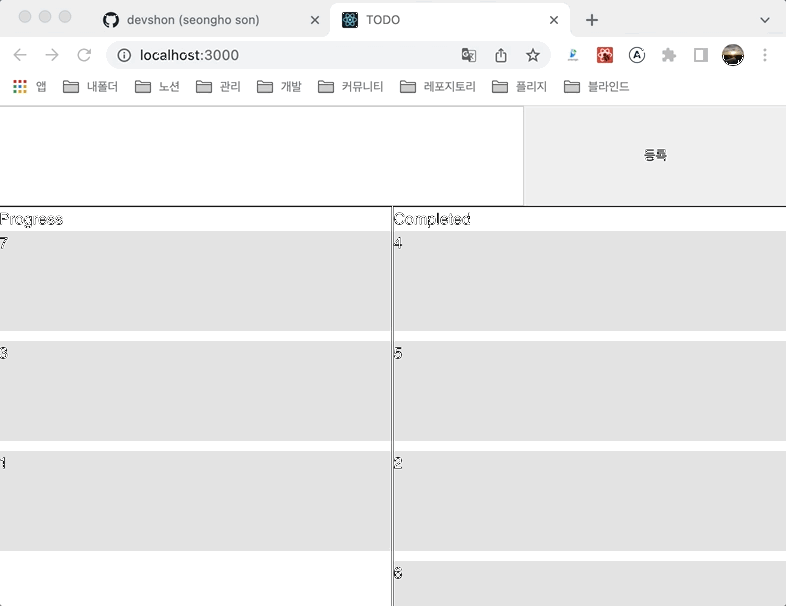 devshon (seongho son)
TODO
localhost:3000
앱
내폴더
노션
관리
개발
커뮤니티
레포지토리
플리지
블라인드
등록
Progress
Completed
7
4
3
5
1
2
6